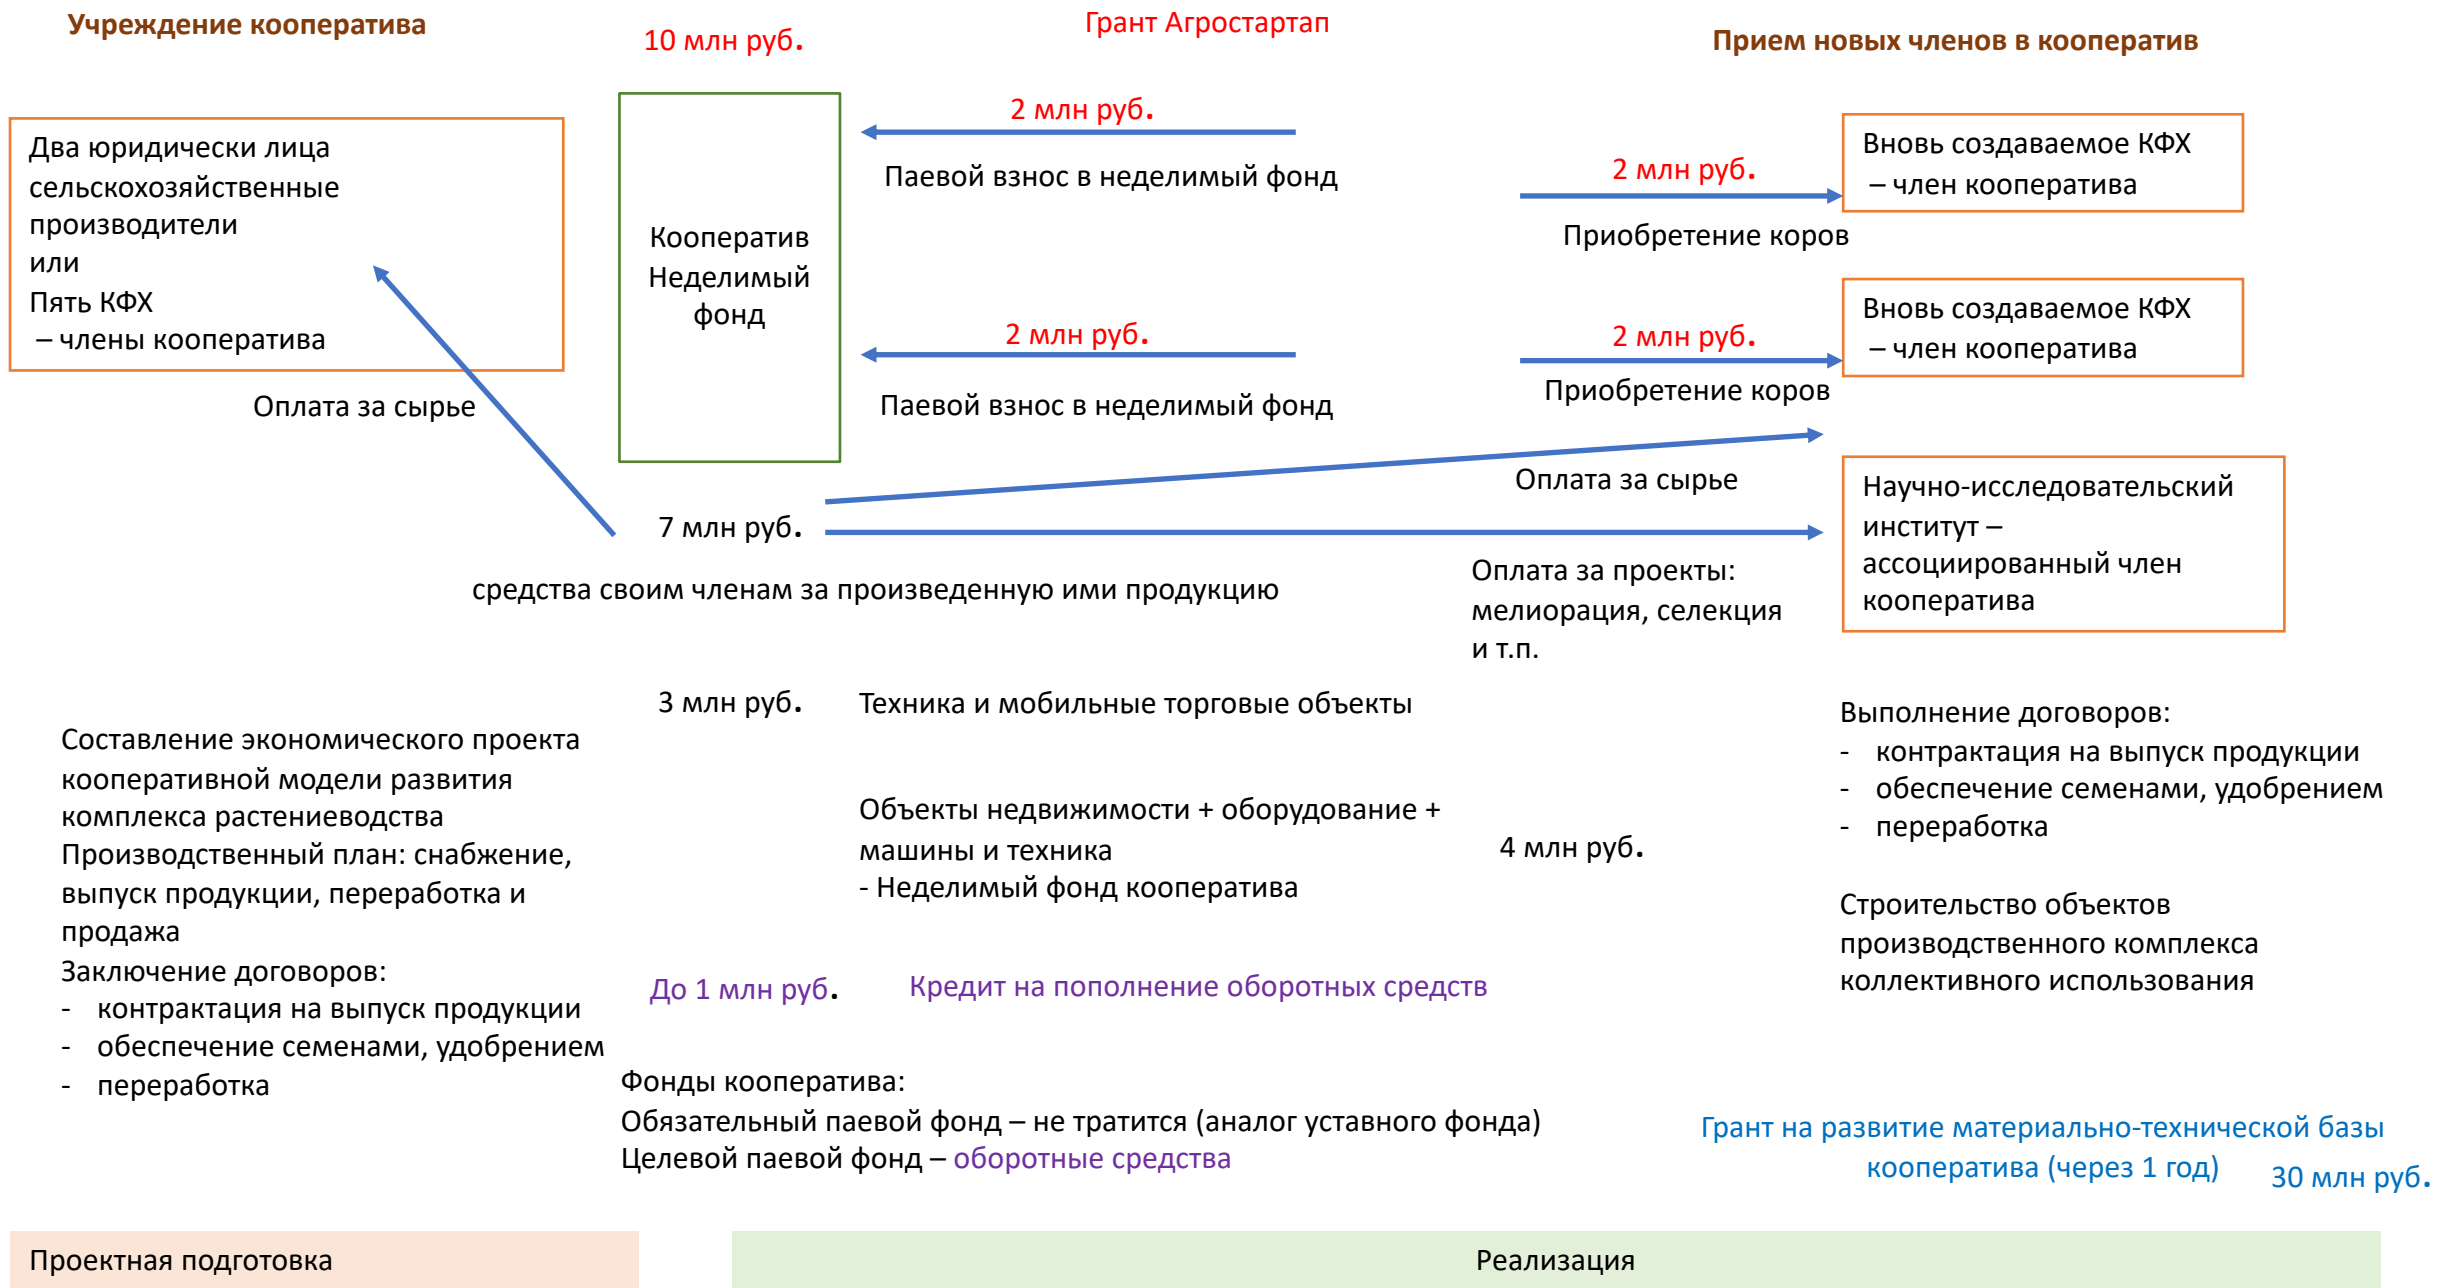 Учреждение кооператива
10 млн руб.
Грант Агростартап
Прием новых членов в кооператив
Два юридически лица
сельскохозяйственные
производители
или
Пять КФХ
– члены кооператива
Оплата за сырье
Кооператив
Неделимый
фонд
2 млн руб.
Паевой взнос в неделимый фонд
2 млн руб.
Приобретение коров
Вновь создаваемое КФХ
– член кооператива
2 млн руб.
Паевой взнос в неделимый фонд
2 млн руб.
Приобретение коров
Вновь создаваемое КФХ
– член кооператива
Оплата за сырье
7 млн руб.
средства своим членам за произведенную ими продукцию
Оплата за проекты:
мелиорация, селекция
и т.п.
Научно-исследовательский
институт –
ассоциированный член
кооператива
3 млн руб.
Техника и мобильные торговые объекты
Составление экономического проекта
кооперативной модели развития
комплекса растениеводства
Производственный план: снабжение,
выпуск продукции, переработка и
продажа
Заключение договоров:
- контрактация на выпуск продукции
- обеспечение семенами, удобрением
- переработка
Объекты недвижимости + оборудование +
машины и техника
- Неделимый фонд кооператива
4 млн руб.
Выполнение договоров:
- контрактация на выпуск продукции
- обеспечение семенами, удобрением
- переработка
Строительство объектов
производственного комплекса
коллективного использования
До 1 млн руб.
Кредит на пополнение оборотных средств
Фонды кооператива:
Обязательный паевой фонд – не тратится (аналог уставного фонда)
Целевой паевой фонд – оборотные средства
Грант на развитие материально-технической базы
кооператива (через 1 год)
30 млн руб.
Проектная подготовка
Реализация